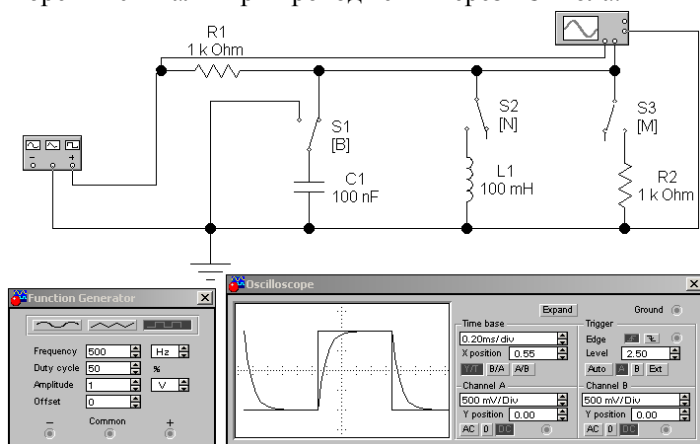 R1
1 k Ohm
S1
[B]
S2
[N]
S3
[M]
C1
100 nF
L1
100 mH
R2
1 k Ohm
Function Generator
Frequency 500 Hz
Duty cycle 50 %
Amplitude 1 V
Offset 0
Common
Oscilloscope
Expand
Ground
Time base
0.20ms/div
X position 0.55
Y/T B/A A/B
Trigger
Edge
Level 2.50
Auto A B Ext
Channel A
500 mV/Div
Y position 0.00
AC 0 DC
Channel B
500 mV/Div
Y position 0.00
AC 0 DC